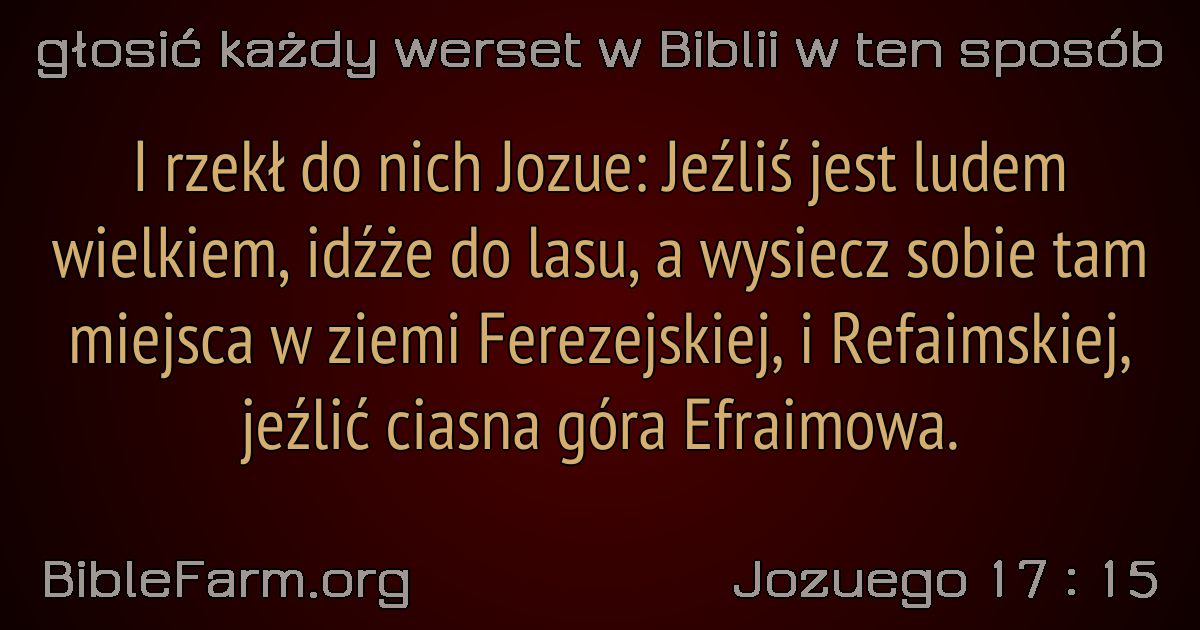 głosić każdy werset w Biblii w ten sposób
I rzekł do nich Jozue: Jeźliś jest ludem
wielkiem, idźże do lasu, a wysiecz sobie tam
miejsca w ziemi Ferezejskiej, i Refaimskiej,
jeźlić ciasna góra Efraimowa.
BibleFarm.org
Jozuego 17 : 15